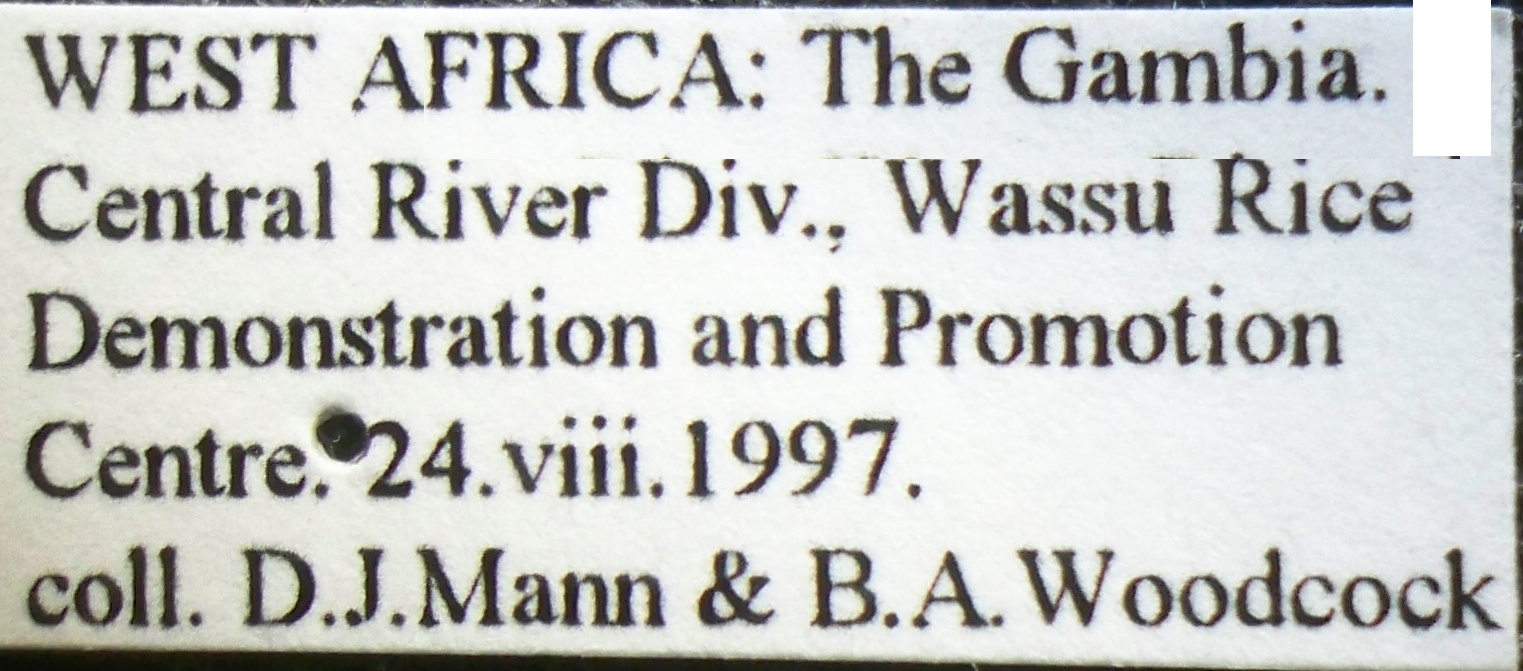 WEST AFRICA: The Gambia.
Central River Div., Wassu Rice
Demonstration and Promotion
Centre. 24.viii.1997.
coll. D.J.Mann & B.A.Woodcock